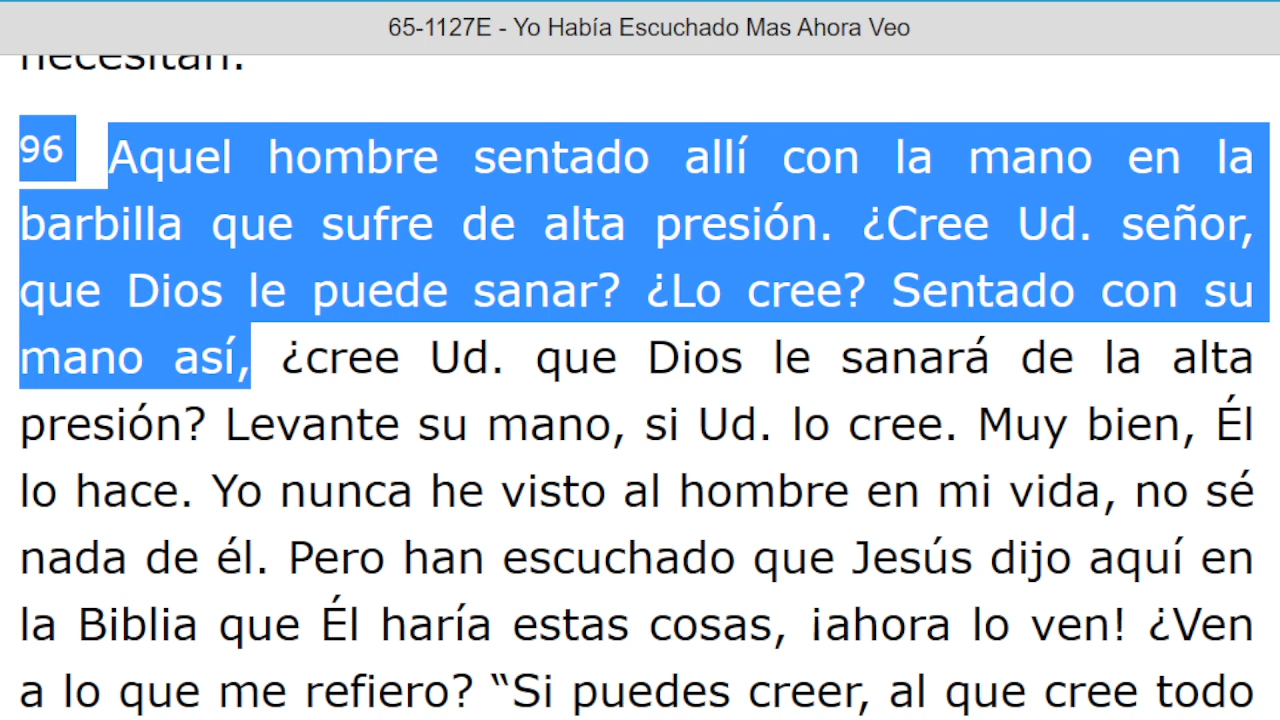 65-1127E - Yo Había Escuchado Mas Ahora Veo
necesitan.
96 Aquel hombre sentado allí con la mano en la
barbilla que sufre de alta presión. ¿Cree Ud. señor,
que Dios le puede sanar? ¿Lo cree? Sentado con su
mano así, ¿cree Ud. que Dios le sanará de la alta
presión? Levante su mano, si Ud. lo cree. Muy bien, Él
lo hace. Yo nunca he visto al hombre en mi vida, no sé
nada de él. Pero han escuchado que Jesús dijo aquí en
la Biblia que Él haría estas cosas, ¡ahora lo ven! ¿Ven
a lo que me refiero? “Si puedes creer, al que cree todo